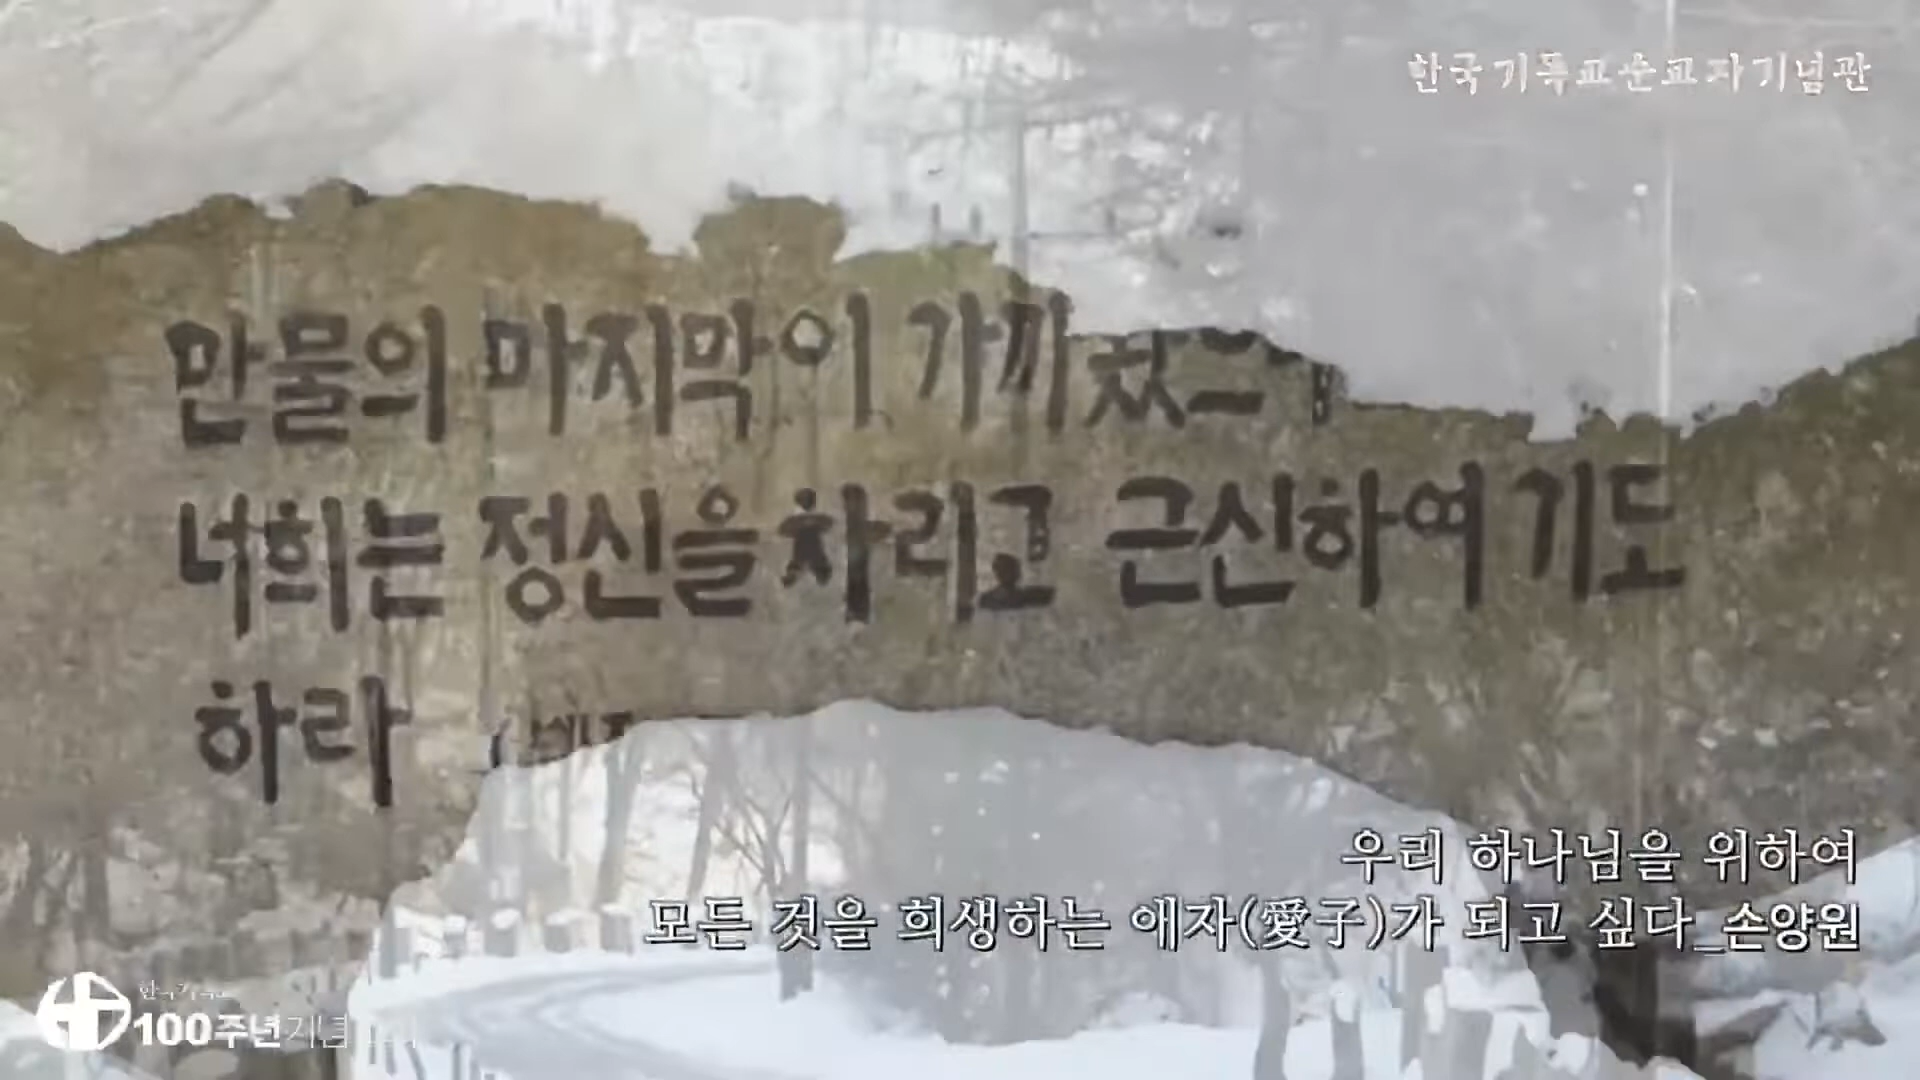 한국기독교순교자기념관
만물의 마지막이 가까
너희는 정신을 차리고 근신하여 기도
하라
우리 하나님을 위하여
모든 것을 희생하는 애자(愛子)가 되고 싶다_손양원
100주년기념